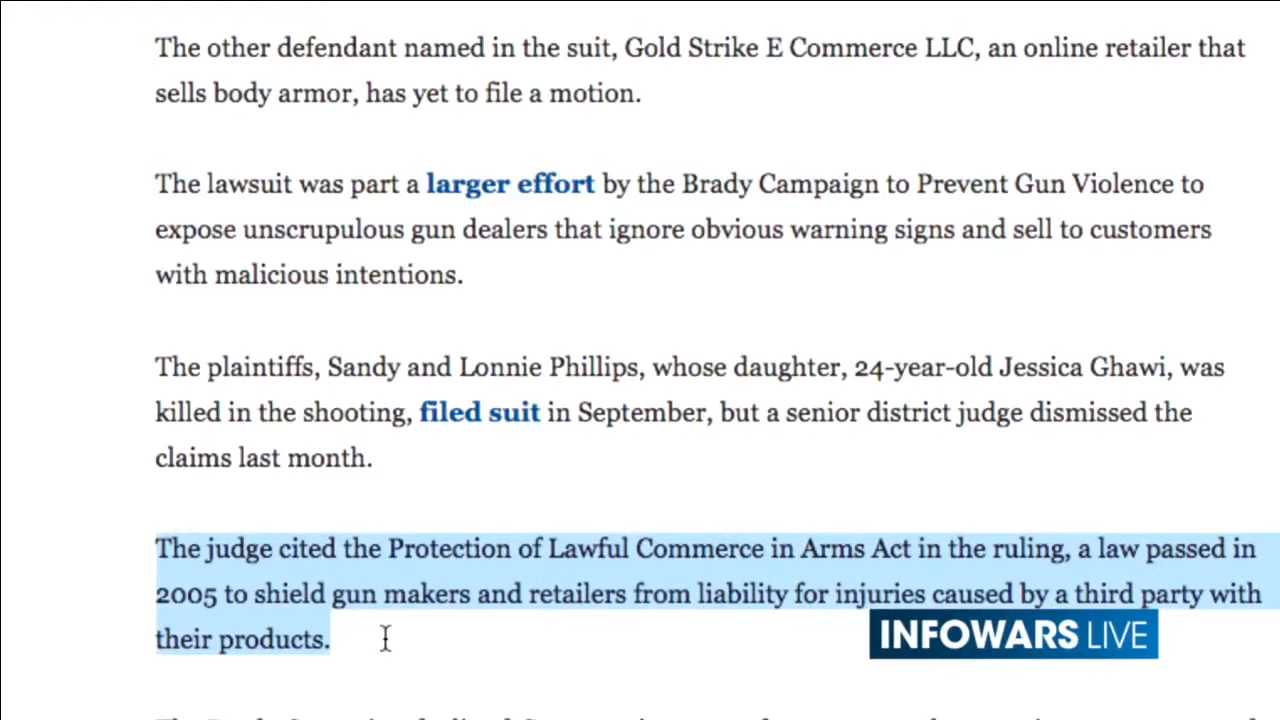 The other defendant named in the suit, Gold Strike E Commerce LLC, an online retailer that
sells body armor, has yet to file a motion.
The lawsuit was part a larger effort by the Brady Campaign to Prevent Gun Violence to
expose unscrupulous gun dealers that ignore obvious warning signs and sell to customers
with malicious intentions.
The plaintiffs, Sandy and Lonnie Phillips, whose daughter, 24-year-old Jessica Ghawi, was
killed in the shooting, filed suit in September, but a senior district judge dismissed the
claims last month.
The judge cited the Protection of Lawful Commerce in Arms Act in the ruling, a law passed in
2005 to shield gun makers and retailers from liability for injuries caused by a third party with
their products.
INFOWARS LIVE